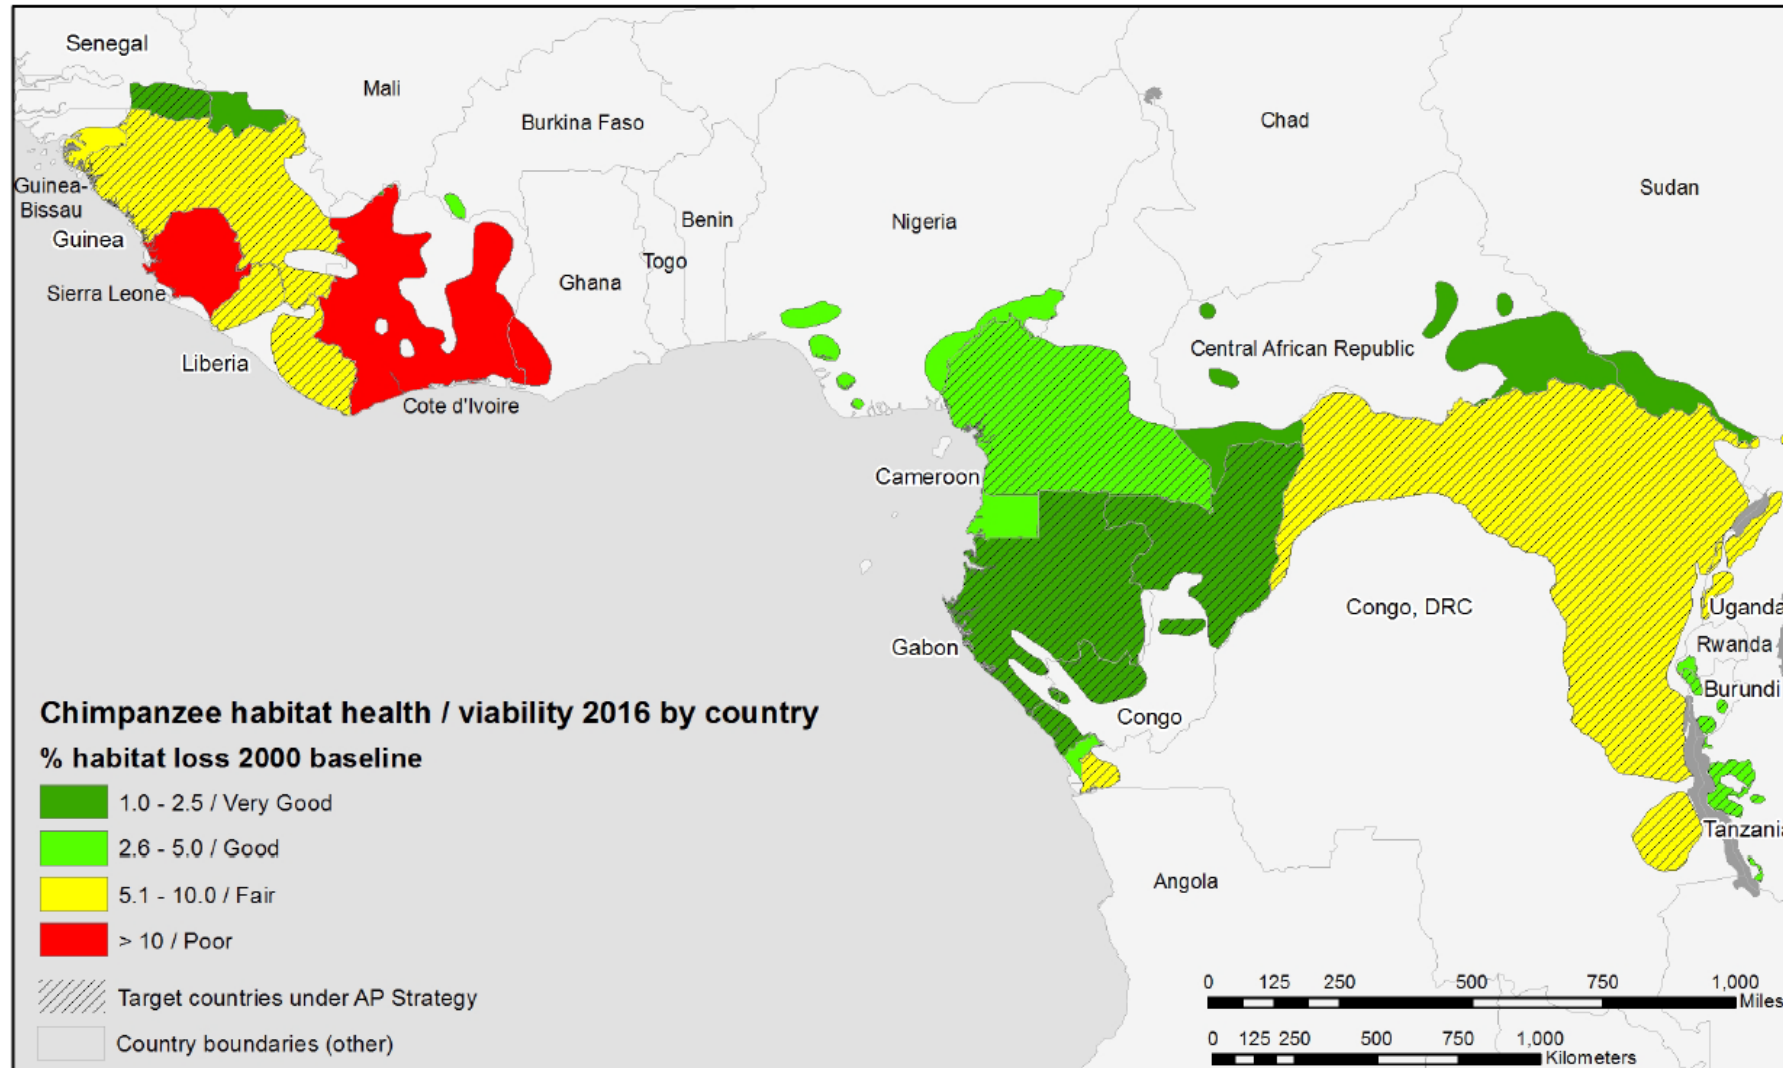 Senegal
Mali
Burkina Faso
Chad
Sudan
Guinea-
Bissau
Guinea
Benin
Nigeria
Togo
Ghana
Sierra Leone
Liberia
Cote d'Ivoire
Central African Republic
Cameroon
Congo, DRC
Uganda
Gabon
Rwanda
Burundi
Congo
Tanzania
Angola
Chimpanzee habitat health / viability 2016 by country
% habitat loss 2000 baseline
1.0 - 2.5 / Very Good
2.6 - 5.0 / Good
5.1 - 10.0 / Fair
> 10 / Poor
Target countries under AP Strategy
Country boundaries (other)
0 125 250 500 750 1,000
Miles
0 125 250 500 750 1,000
Kilometers